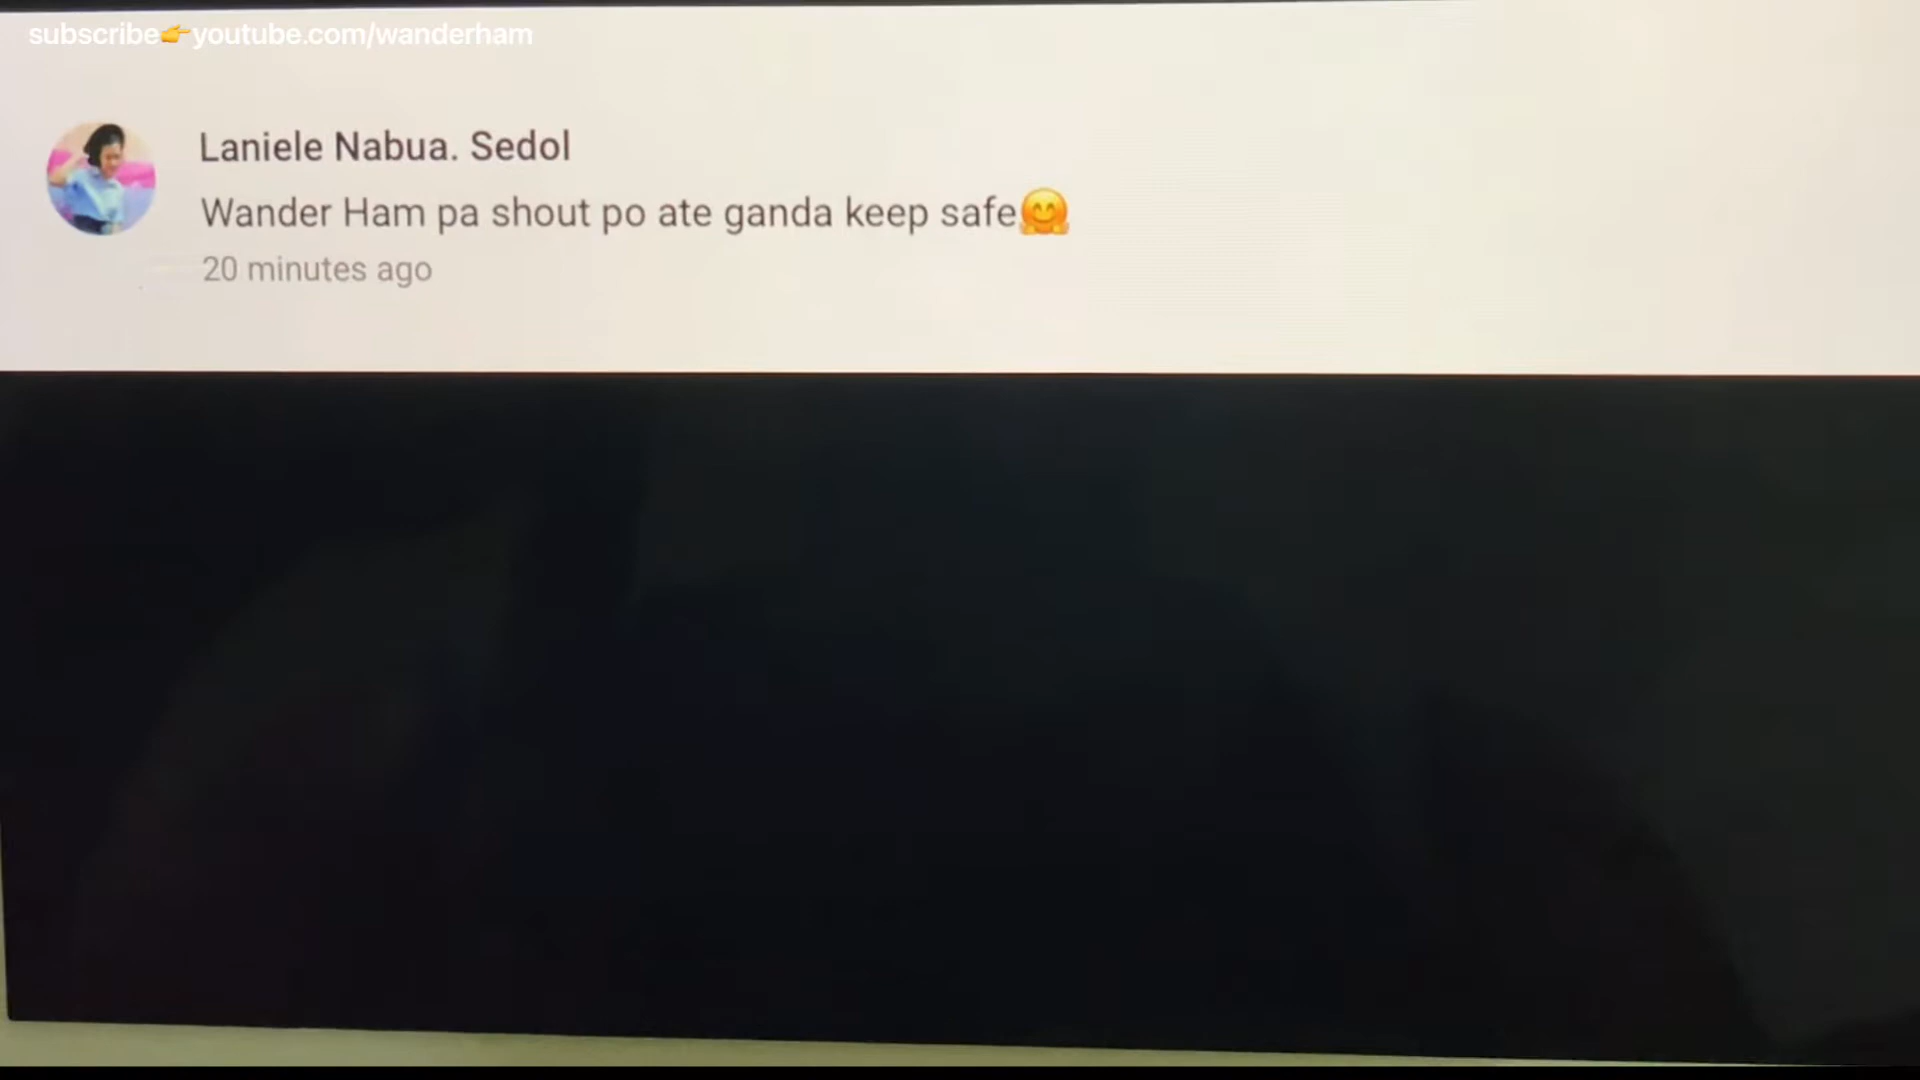 subscribe👉youtube.com/wanderham
Laniele Nabua. Sedol
Wander Ham pa shout po ate ganda keep safe🤗
20 minutes ago